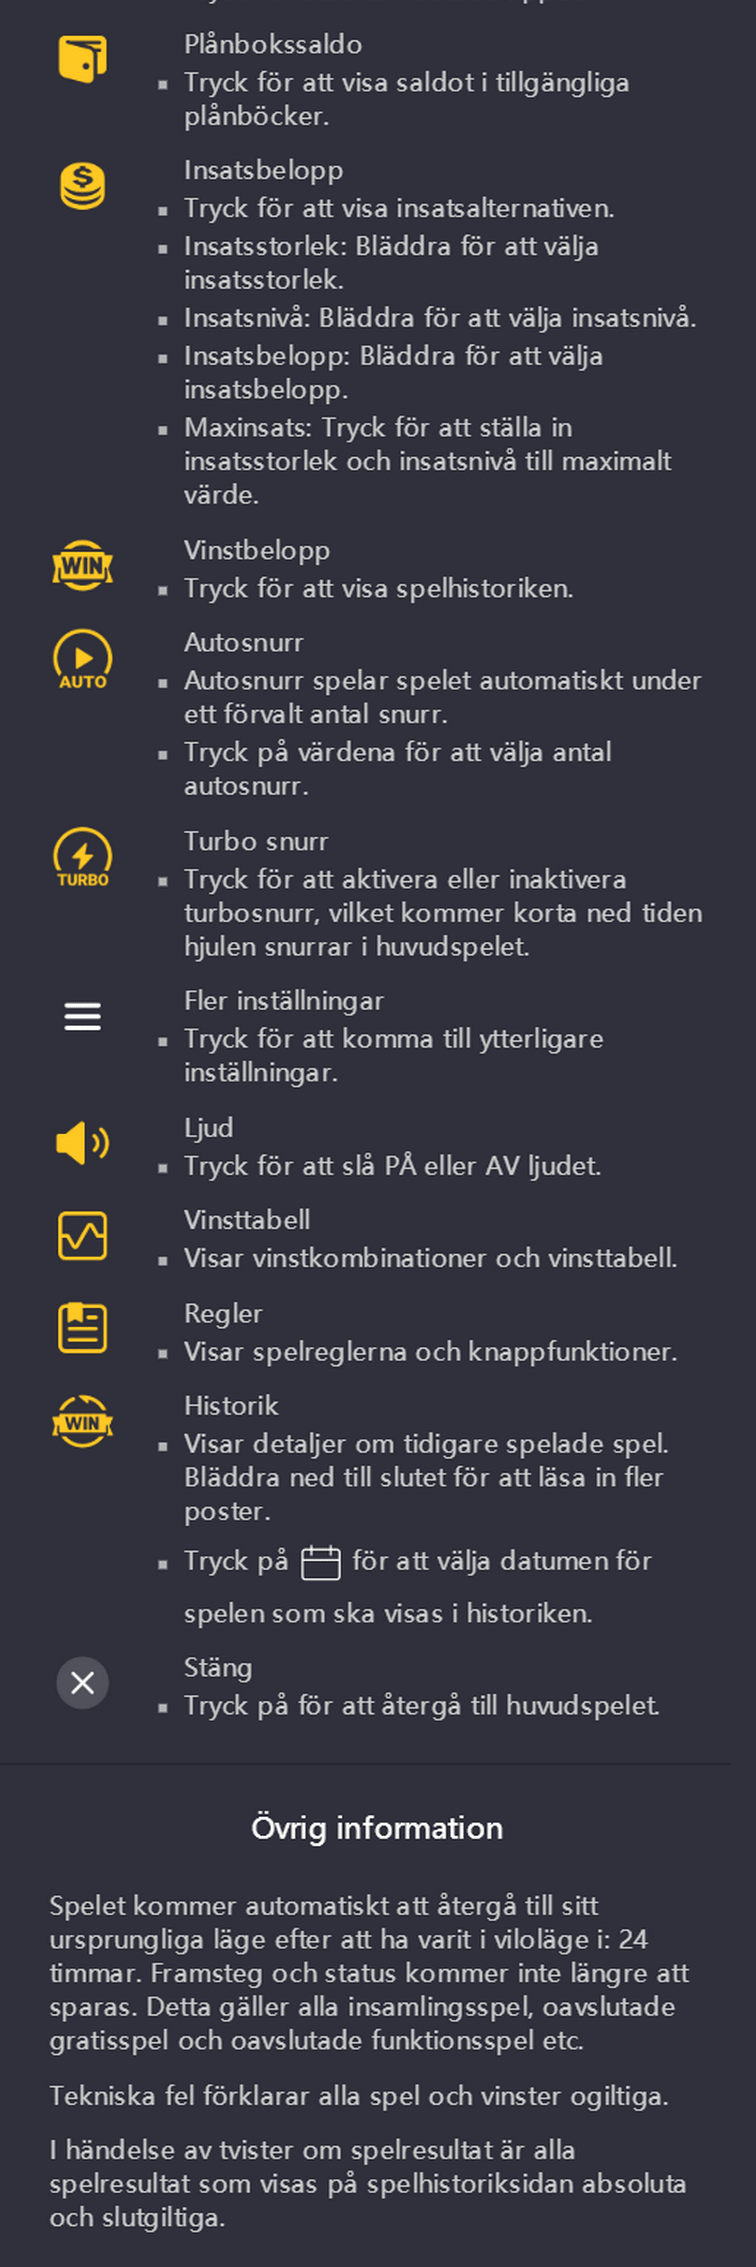 Plånbokssaldo
▪ Tryck för att visa saldot i tillgängliga
plånböcker.
$
Insatsbelopp
▪ Tryck för att visa insatsalternativen.
▪ Insatsstorlek: Bläddra för att välja
insatsstorlek.
▪ Insatsnivå: Bläddra för att välja insatsnivå.
▪ Insatsbelopp: Bläddra för att välja
insatsbelopp.
▪ Maxinsats: Tryck för att ställa in
insatsstorlek och insatsnivå till maximalt
värde.
Vinstbelopp
WIN
▪ Tryck för att visa spelhistoriken.
Autosnurr
AUTO
▪ Autosnurr spelar spelet automatiskt under
ett förvalt antal snurr.
▪ Tryck på värdena för att välja antal
autosnurr.
Turbo snurr
TURBO
▪ Tryck för att aktivera eller inaktivera
turbosnurr, vilket kommer korta ned tiden
hjulen snurrar i huvudspelet.
Fler inställningar
▪ Tryck för att komma till ytterligare
inställningar.
Ljud
▪ Tryck för att slå PÅ eller AV ljudet.
Vinsttabell
▪ Visar vinstkombinationer och vinsttabell.
Regler
▪ Visar spelreglerna och knappfunktioner.
Historik
WIN
▪ Visar detaljer om tidigare spelade spel.
Bläddra ned till slutet för att läsa in fler
poster.
▪ Tryck på för att välja datumen för
spelen som ska visas i historiken.
Stäng
▪ Tryck på för att återgå till huvudspelet.
Övrig information
Spelet kommer automatiskt att återgå till sitt
ursprungliga läge efter att ha varit i viloläge i: 24
timmar. Framsteg och status kommer inte längre att
sparas. Detta gäller alla insamlingsspel, oavslutade
gratisspel och oavslutade funktionsspel etc.
Tekniska fel förklarar alla spel och vinster ogiltiga.
I händelse av tvister om spelresultat är alla
spelresultat som visas på spelhistoriksidan absoluta
och slutgiltiga.